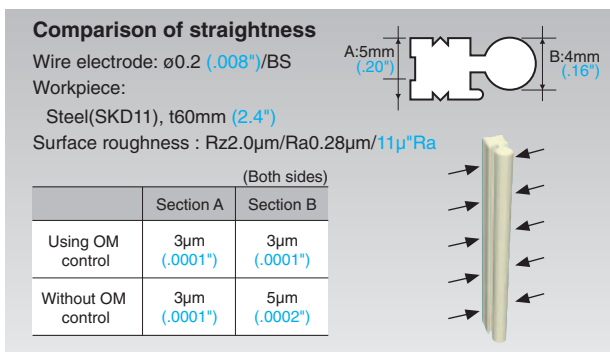 Comparison of straightness
Wire electrode: ø0.2 (.008")/BS
Workpiece:
Steel(SKD11), t60mm (2.4")
Surface roughness : Rz2.0µm/Ra0.28µm/11µ"Ra
A:5mm
(.20")
B:4mm
(.16")
(Both sides)
Section A Section B
Using OM control 3µm (.0001") 3µm (.0001")
Without OM control 3µm (.0001") 5µm (.0002")